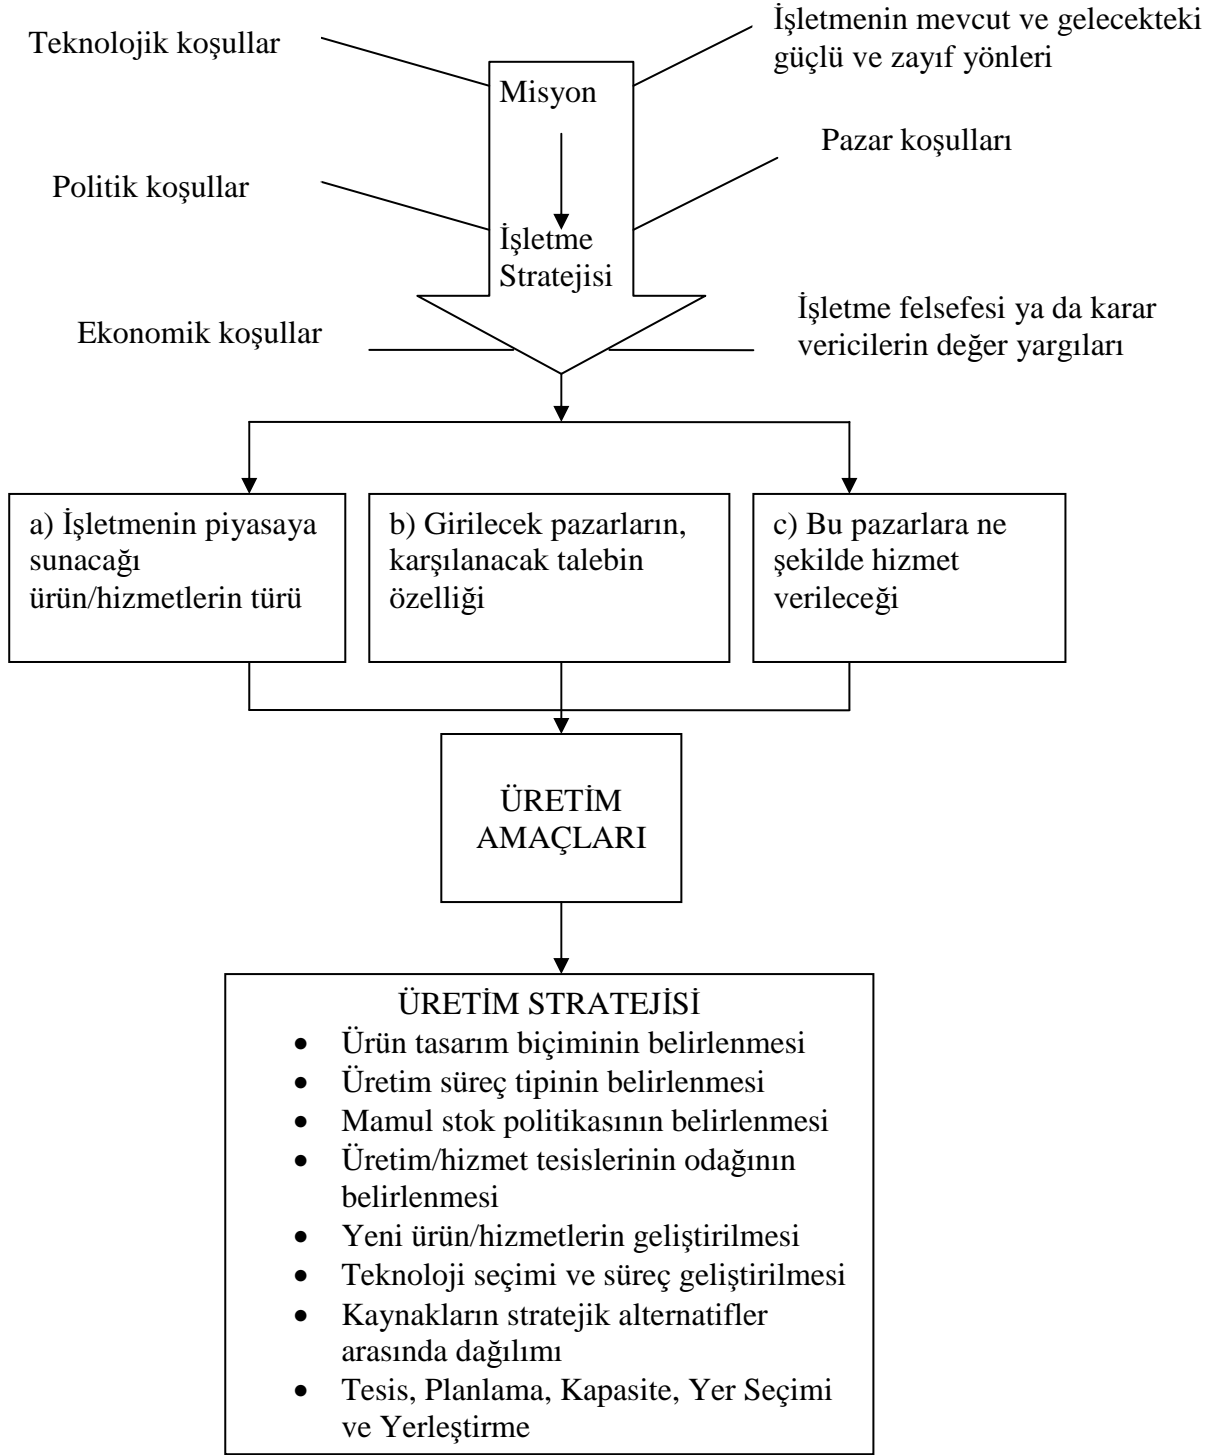 Teknolojik koşullar
İşletmenin mevcut ve gelecekteki
güçlü ve zayıf yönleri
Misyon
Pazar koşulları
Politik koşullar
İşletme
Stratejisi
Ekonomik koşullar
İşletme felsefesi ya da karar
vericilerin değer yargıları
a) İşletmenin piyasaya
sunacağı
ürün/hizmetlerin türü
b) Girilecek pazarların,
karşılanacak talebin
özelliği
c) Bu pazarlara ne
şekilde hizmet
verileceği
ÜRETİM
AMAÇLARI
ÜRETİM STRATEJİSİ
• Ürün tasarım biçiminin belirlenmesi
• Üretim süreç tipinin belirlenmesi
• Mamul stok politikasının belirlenmesi
• Üretim/hizmet tesislerinin odağının
belirlenmesi
• Yeni ürün/hizmetlerin geliştirilmesi
• Teknoloji seçimi ve süreç geliştirilmesi
• Kaynakların stratejik alternatifler
arasında dağılımı
• Tesis, Planlama, Kapasite, Yer Seçimi
ve Yerleştirme